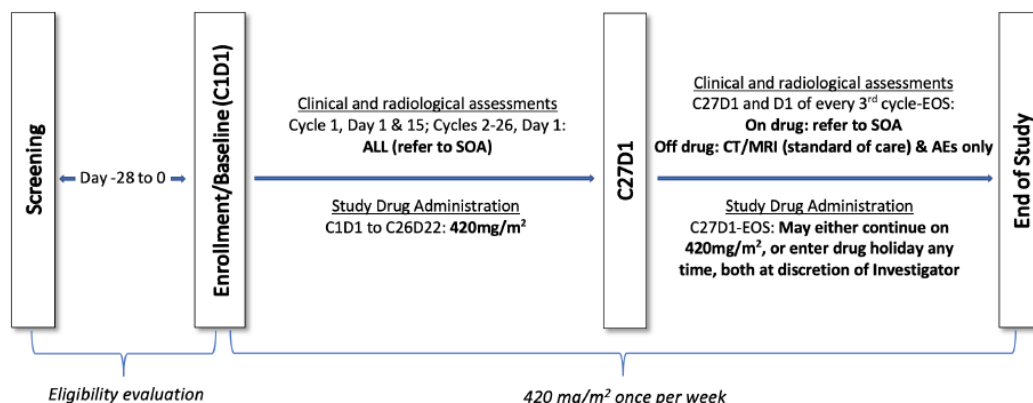 Screening
Day -28 to 0
Enrollment/Baseline (C1D1)
Clinical and radiological assessments
Cycle 1, Day 1 & 15; Cycles 2-26, Day 1:
ALL (refer to SOA)
Study Drug Administration
C1D1 to C26D22: 420mg/m²
C27D1
Clinical and radiological assessments
C27D1 and D1 of every 3rd cycle-EOS:
On drug: refer to SOA
Off drug: CT/MRI (standard of care) & AEs only
Study Drug Administration
C27D1-EOS: May either continue on
420mg/m², or enter drug holiday any
time, both at discretion of Investigator
End of Study
Eligibility evaluation
420 mg/m² once per week